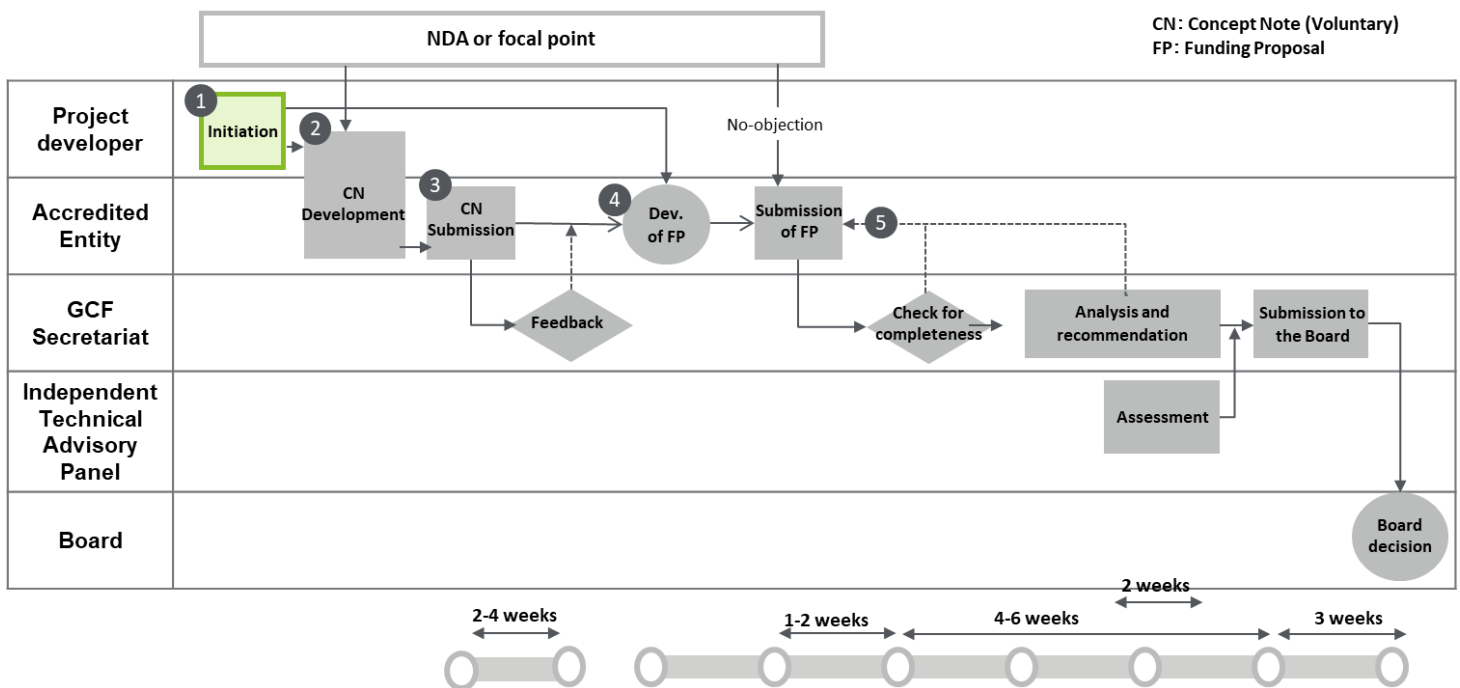 NDA or focal point
CN: Concept Note (Voluntary)
FP: Funding Proposal
Project
developer
1
Initiation
2
No-objection
CN
Development
Accredited
Entity
3
CN
Submission
4
Dev.
of FP
Submission
of FP
5
GCF
Secretariat
Feedback
Check for
completeness
Analysis and
recommendation
Submission to
the Board
Independent
Technical
Advisory
Panel
Assessment
Board
Board
decision
2-4 weeks
1-2 weeks
4-6 weeks
2 weeks
3 weeks